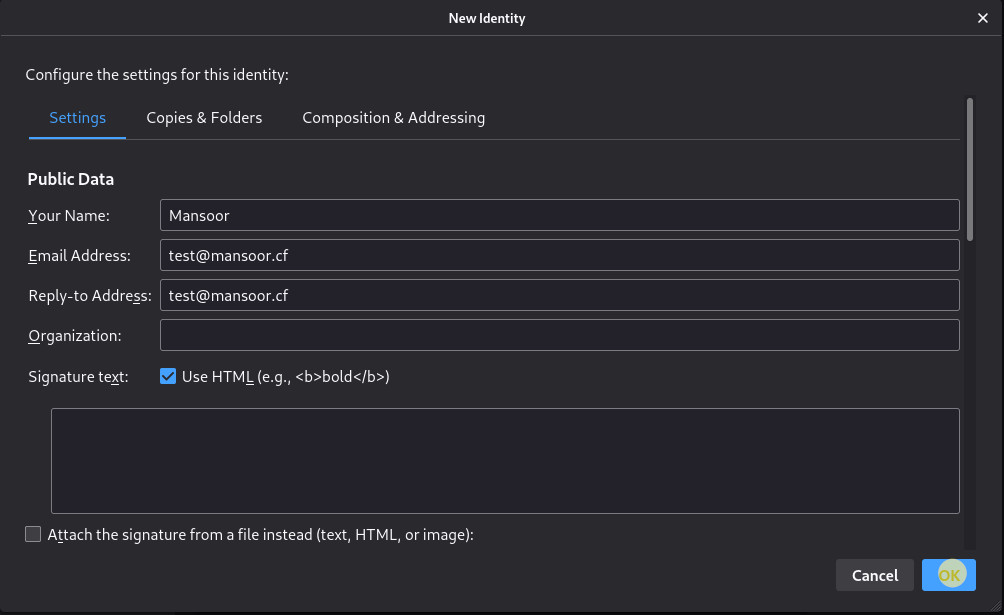 New Identity
Configure the settings for this identity:
Settings Copies & Folders Composition & Addressing
Public Data
Your Name: Mansoor
Email Address: test@mansoor.cf
Reply-to Address: test@mansoor.cf
Organization:
Signature text: Use HTML (e.g., <b>bold</b>)
Attach the signature from a file instead (text, HTML, or image):
Cancel OK